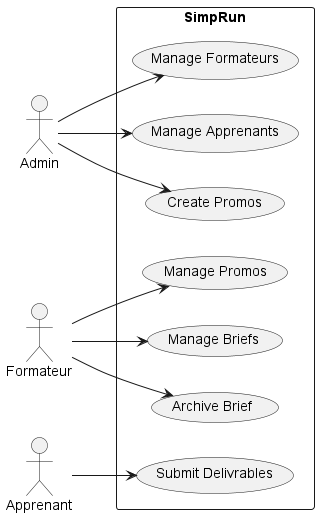 SimpRun
Manage Formateurs
Manage Apprenants
Admin
Create Promos
Manage Promos
Manage Briefs
Formateur
Archive Brief
Submit Delivrables
Apprenant